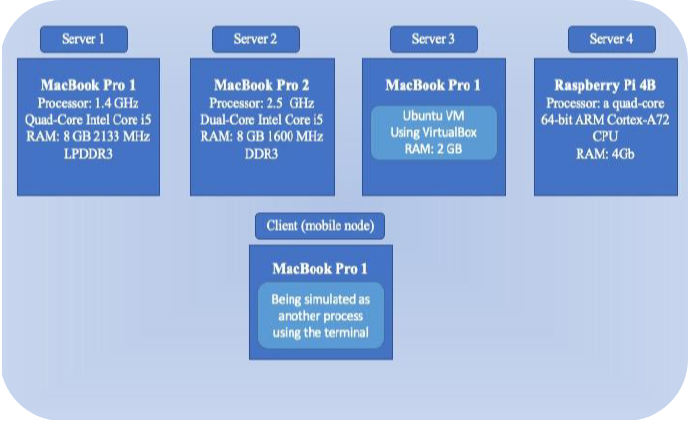 Server 1
MacBook Pro 1
Processor: 1.4 GHz
Quad-Core Intel Core i5
RAM: 8 GB 2133 MHz
LPDDR3
Server 2
MacBook Pro 2
Processor: 2.5 GHz
Dual-Core Intel Core i5
RAM: 8 GB 1600 MHz
DDR3
Server 3
MacBook Pro 1
Ubuntu VM
Using VirtualBox
RAM: 2 GB
Server 4
Raspberry Pi 4B
Processor: a quad-core
64-bit ARM Cortex-A72
CPU
RAM: 4Gb
Client (mobile node)
MacBook Pro 1
Being simulated as
another process
using the terminal